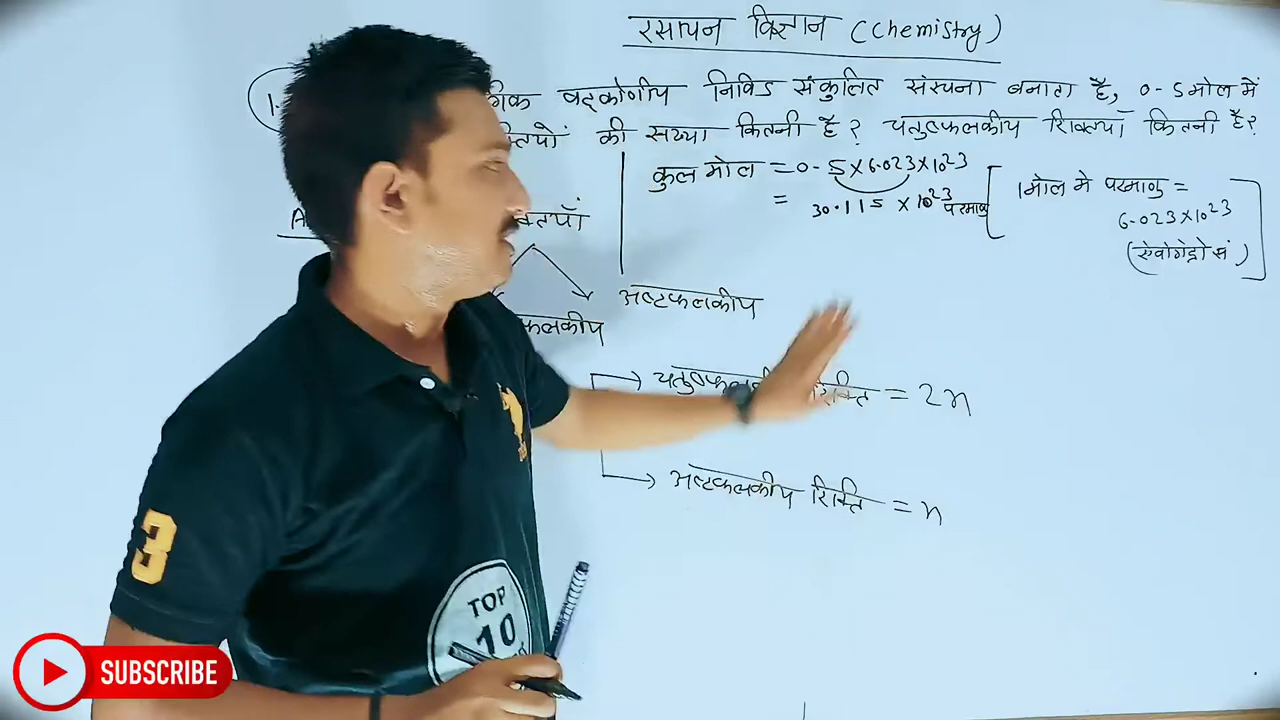 रसायन विज्ञान (Chemistry)
1. षट्कोणीय निविड संकुलित संरचना बनाता है, 0.5 मोल में
की संख्या कितनी है? चतुष्फलकीय रिक्तियाँ कितनी है?
कुल मोल = 0.5 × 6.023 × 10²³
= 30.115 × 10²³ परमाणु
1 मोल मे परमाणु =
6.023 × 10²³
(ऐवोगेड्रो सं)
अष्टफलकीय
चतुष्फलकीय रिक्ति = 2n
अष्टफलकीय रिक्ति = n
3
TOP
10
SUBSCRIBE